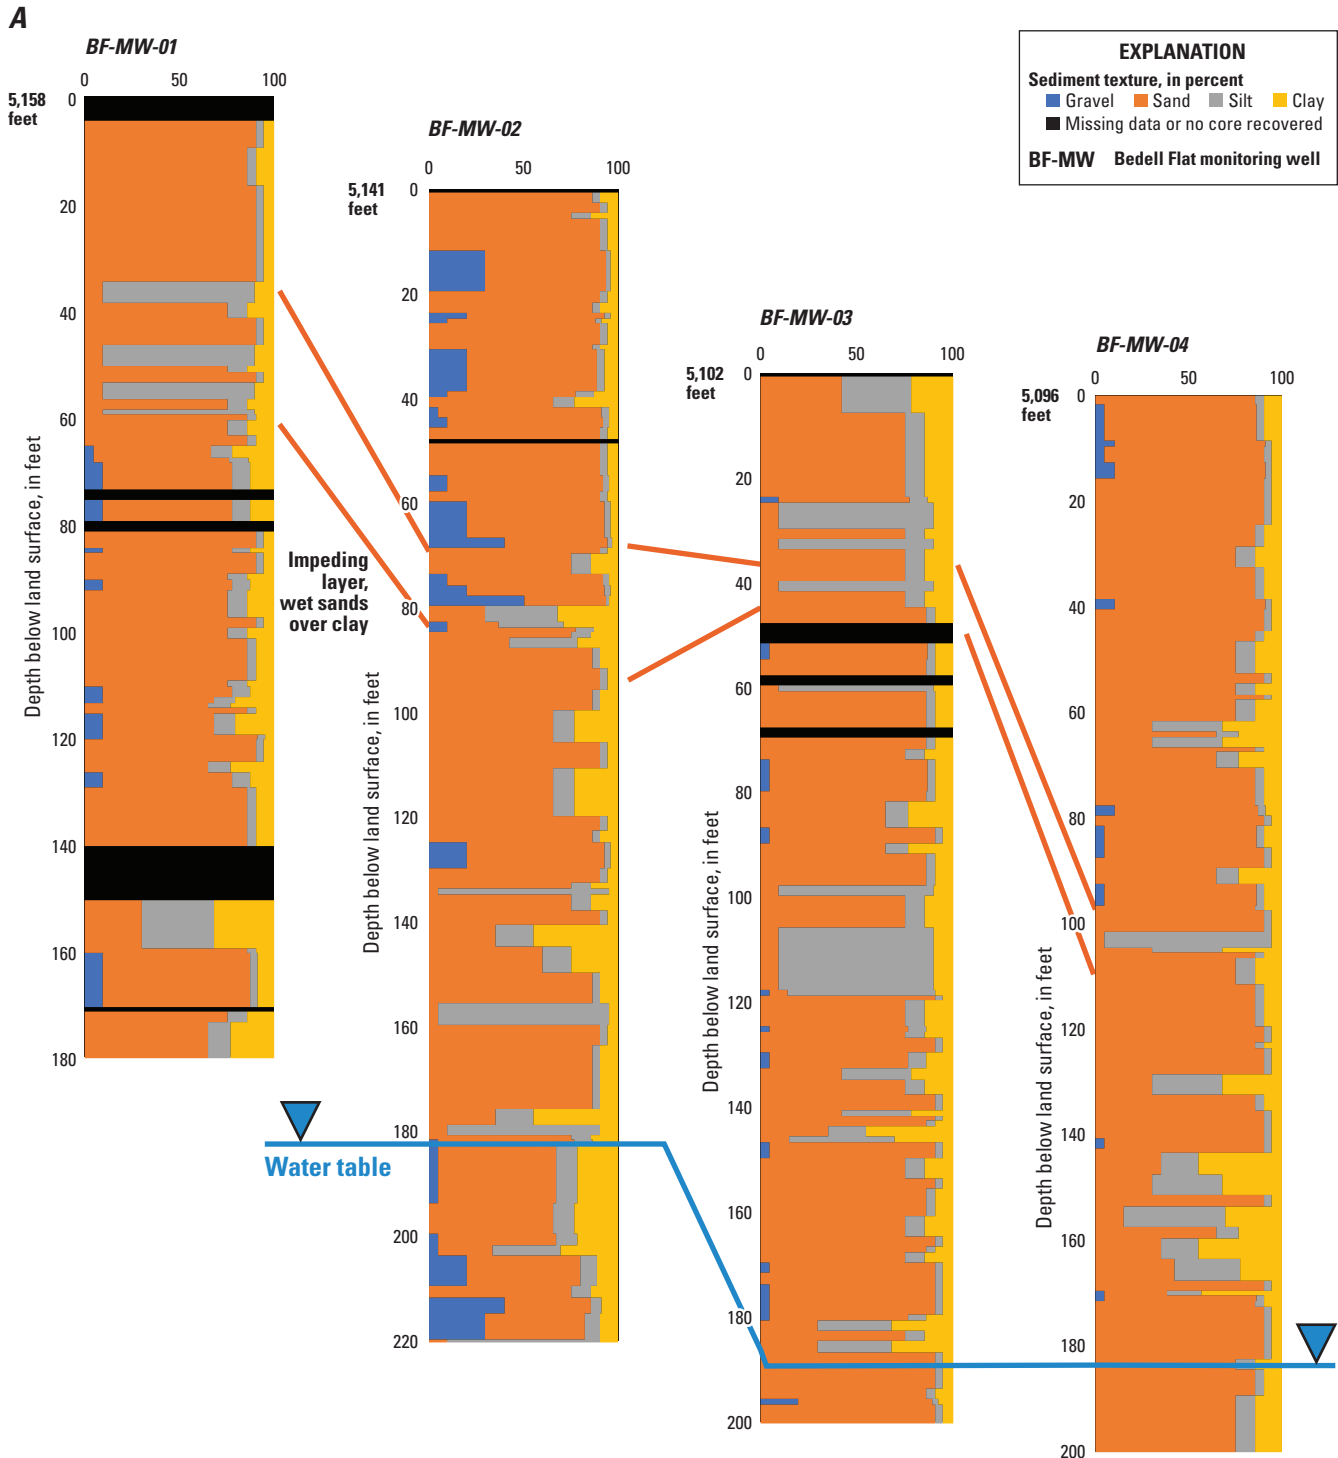 A
BF-MW-01
0 50 100
5,158
feet
0
20
40
60
80
100
120
140
160
180
Depth below land surface, in feet
BF-MW-02
0 50 100
5,141
feet
0
20
40
60
80
100
120
140
160
180
200
220
Depth below land surface, in feet
Impeding
layer,
wet sands
over clay
Water table
BF-MW-03
0 50 100
5,102
feet
0
20
40
60
80
100
120
140
160
180
200
Depth below land surface, in feet
BF-MW-04
0 50 100
5,096
feet
0
20
40
60
80
100
120
140
160
180
200
Depth below land surface, in feet
EXPLANATION
Sediment texture, in percent
Gravel Sand Silt Clay
Missing data or no core recovered
BF-MW Bedell Flat monitoring well